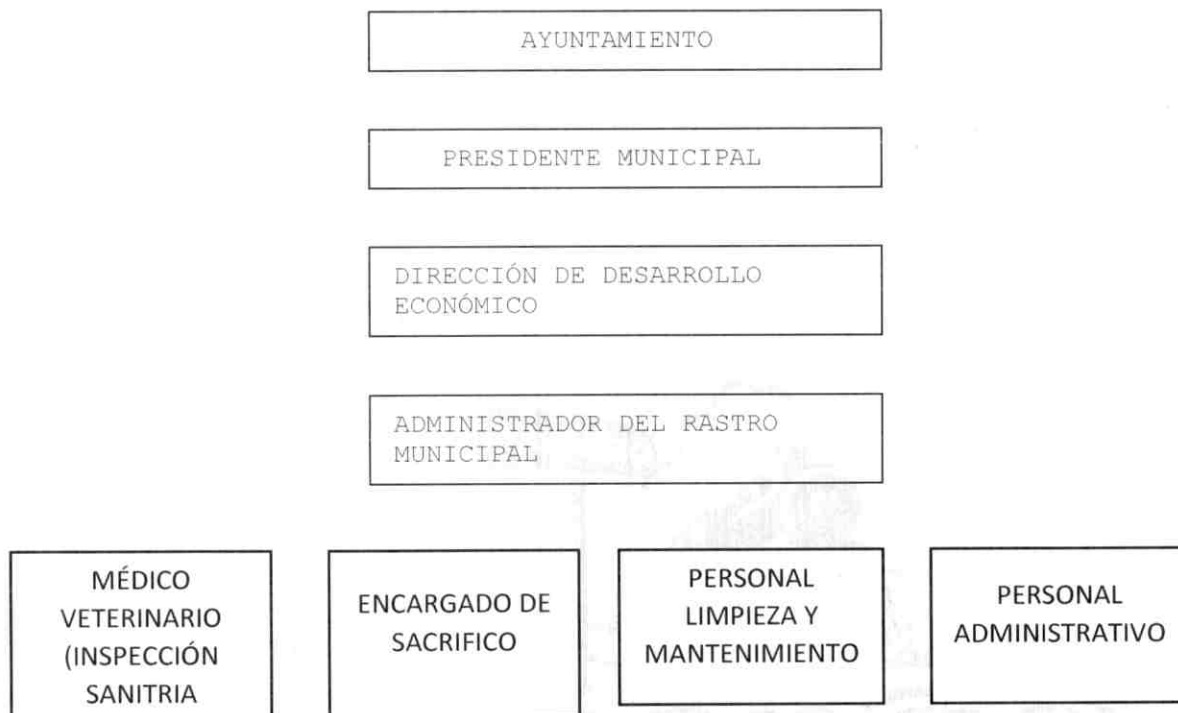 AYUNTAMIENTO
PRESIDENTE MUNICIPAL
DIRECCIÓN DE DESARROLLO
ECONÓMICO
ADMINISTRADOR DEL RASTRO
MUNICIPAL
MÉDICO
VETERINARIO
(INSPECCIÓN
SANITRIA
ENCARGADO DE
SACRIFICO
PERSONAL
LIMPIEZA Y
MANTENIMIENTO
PERSONAL
ADMINISTRATIVO